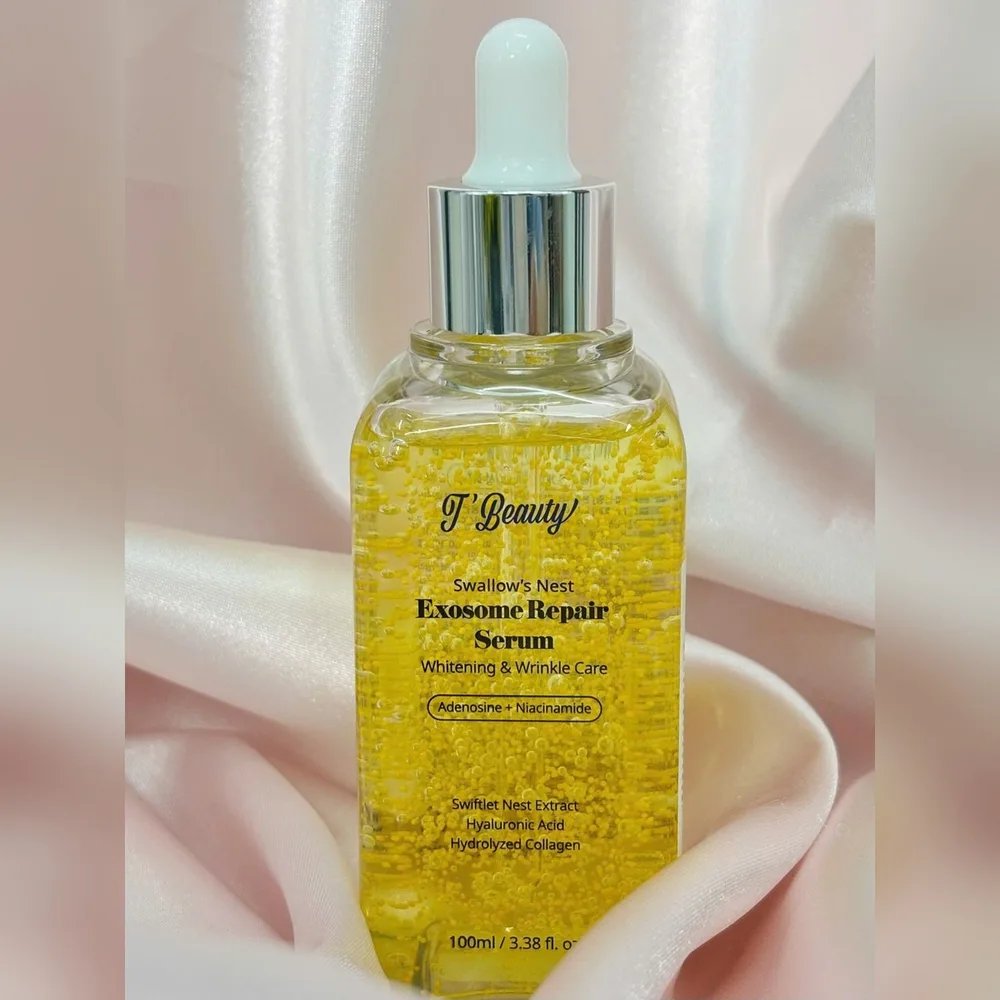 T'Beauty
Swallow's Nest
Exosome Repair
Serum
Whitening & Wrinkle Care
Adenosine + Niacinamide
Swiftlet Nest Extract
Hyaluronic Acid
Hydrolyzed Collagen
100ml / 3.38 fl.